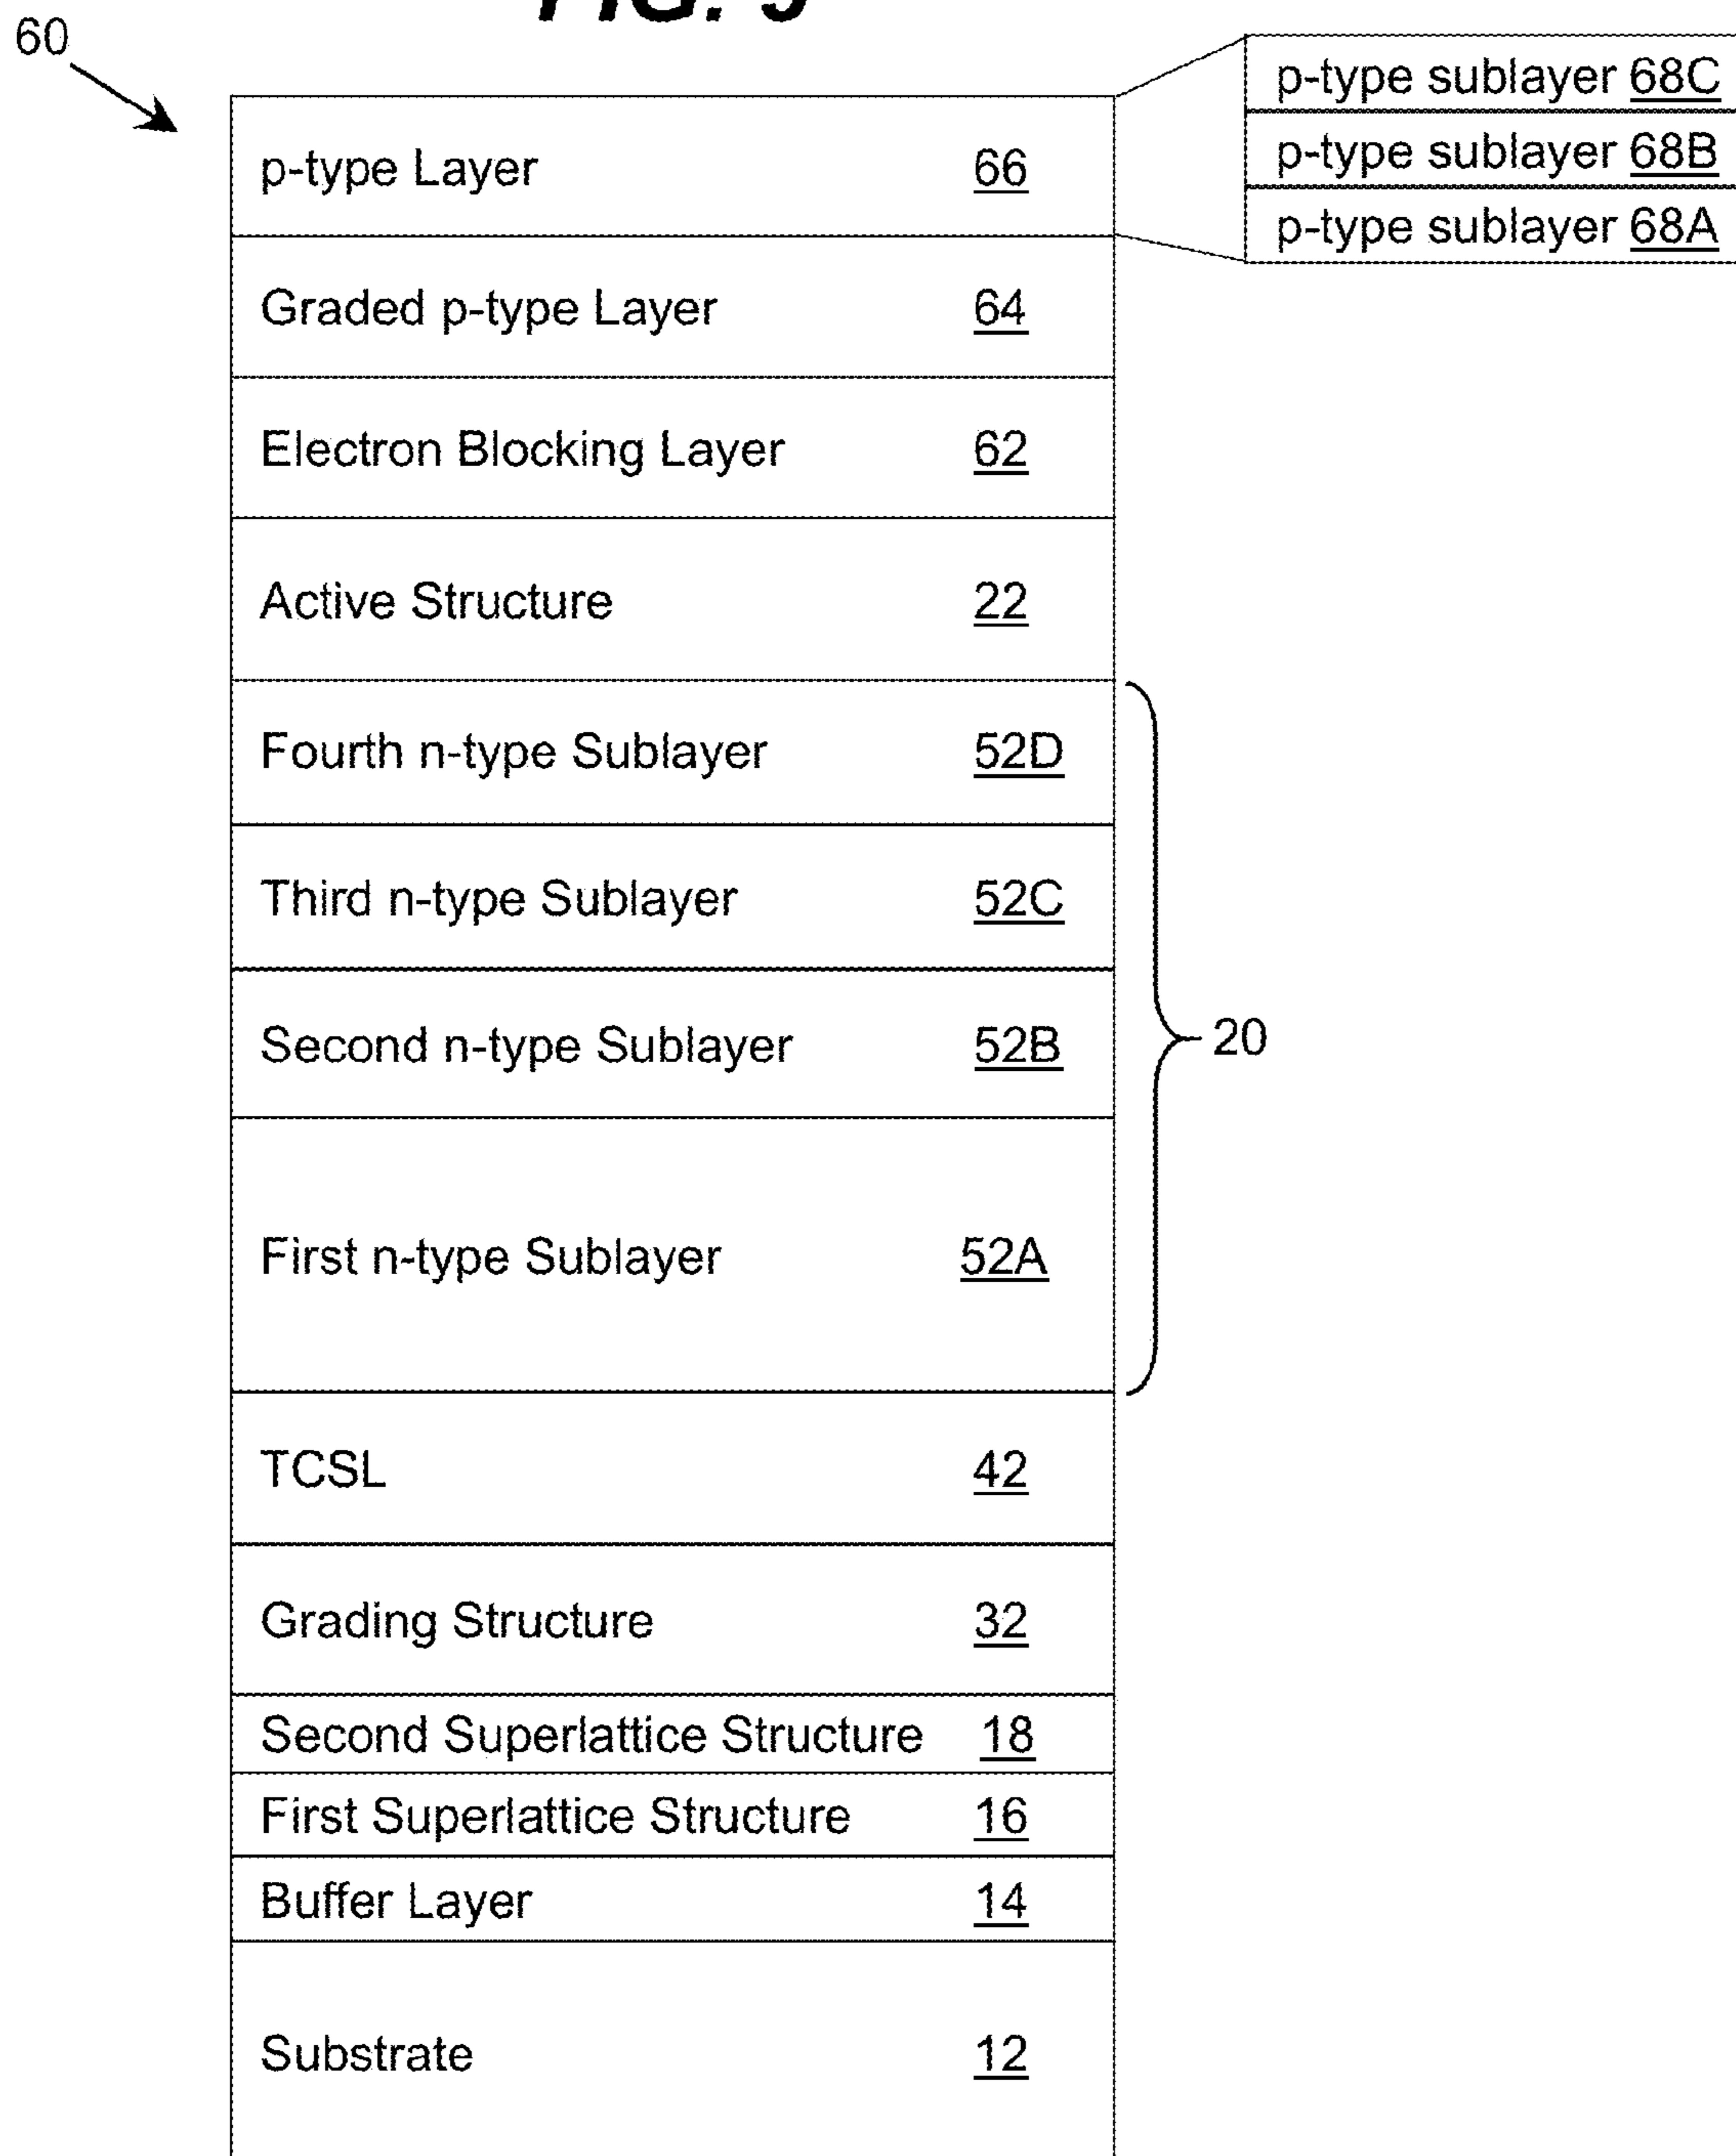 FIG.
60
p-type sublayer 68C
p-type sublayer 68B
p-type sublayer 68A
p-type Layer 66
Graded p-type Layer 64
Electron Blocking Layer 62
Active Structure 22
Fourth n-type Sublayer 52D
Third n-type Sublayer 52C
Second n-type Sublayer 52B
20
First n-type Sublayer 52A
TCSL 42
Grading Structure 32
Second Superlattice Structure 18
First Superlattice Structure 16
Buffer Layer 14
Substrate 12